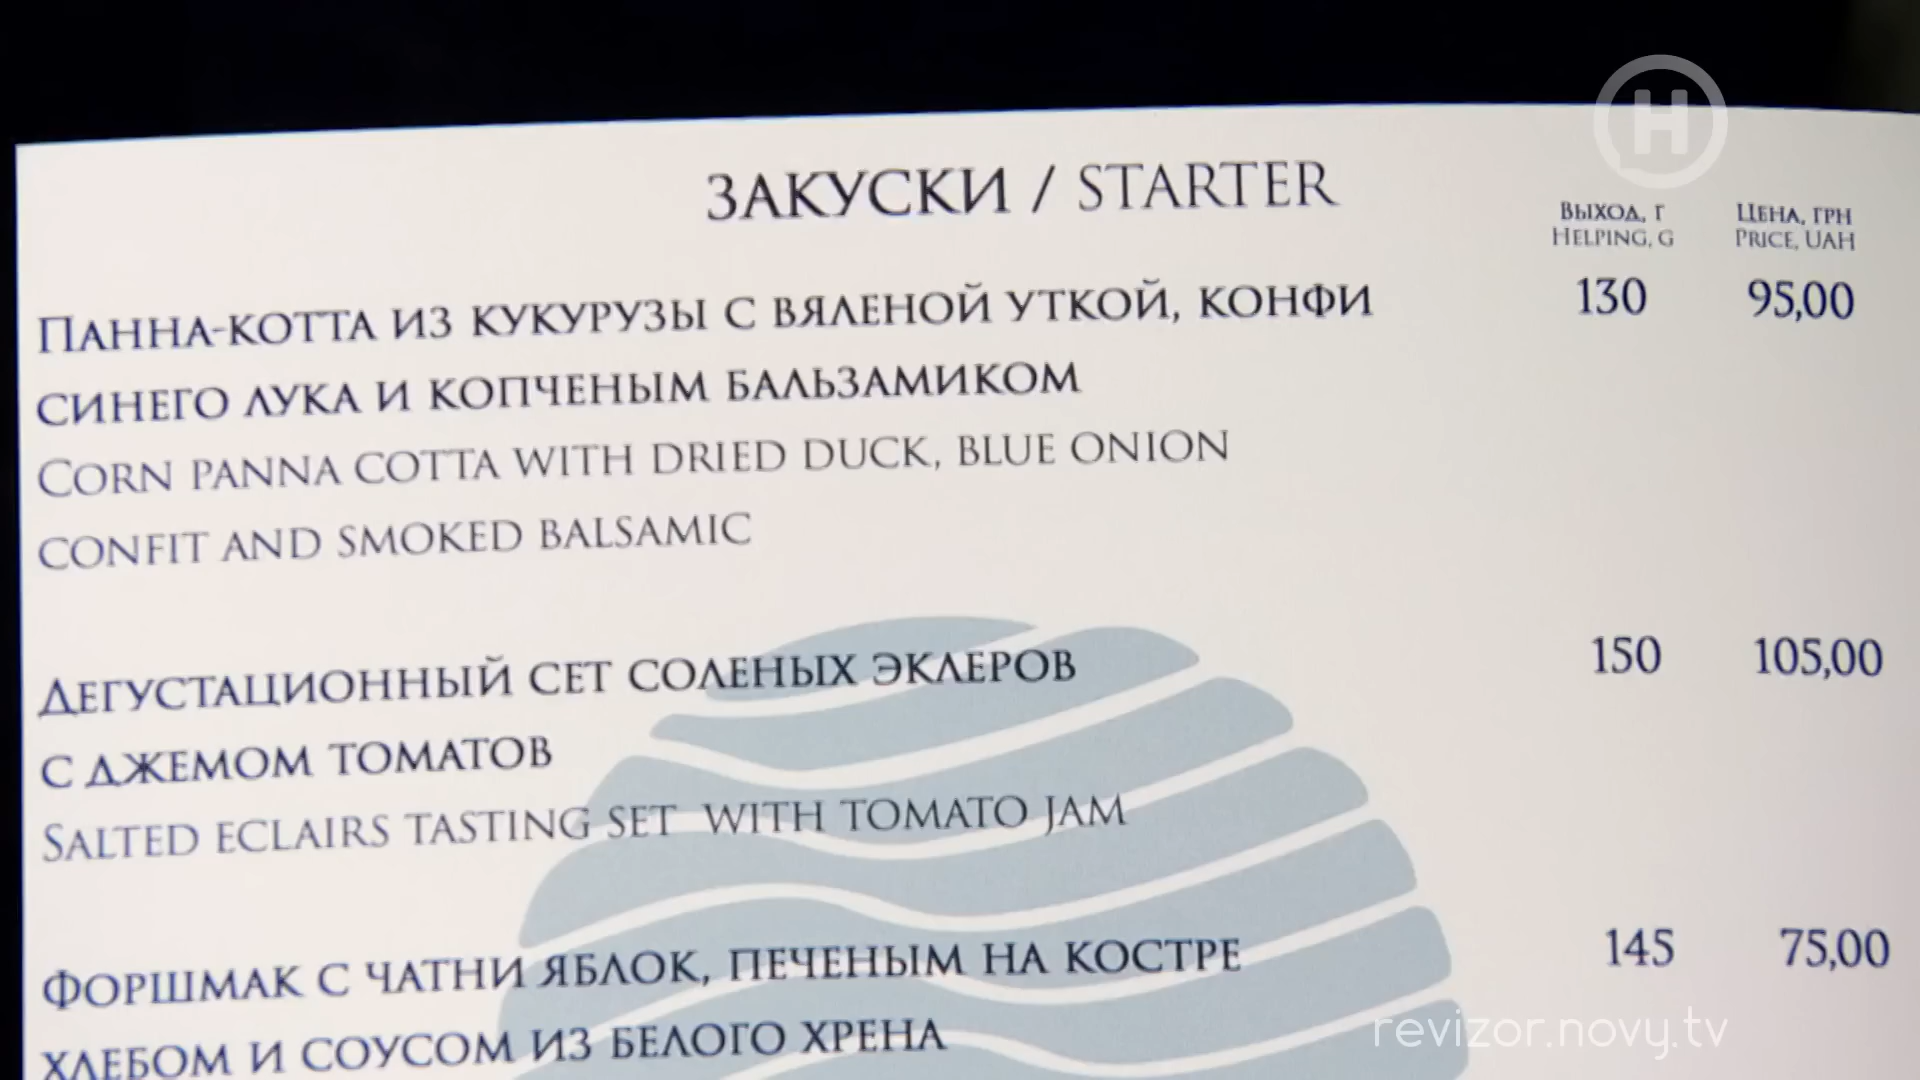 Н
ЗАКУСКИ / STARTER
ВЫХОД, Г ЦЕНА, ГРН
HELPING, G PRICE, UAH
ПАННА-КОТТА ИЗ КУКУРУЗЫ С ВЯЛЕНОЙ УТКОЙ, КОНФИ 130 95,00
СИНЕГО ЛУКА И КОПЧЕНЫМ БАЛЬЗАМИКОМ
CORN PANNA COTTA WITH DRIED DUCK, BLUE ONION
CONFIT AND SMOKED BALSAMIC
ДЕГУСТАЦИОННЫЙ СЕТ СОЛЕНЫХ ЭКЛЕРОВ 150 105,00
С ДЖЕМОМ ТОМАТОВ
SALTED ECLAIRS TASTING SET WITH TOMATO JAM
ФОРШМАК С ЧАТНИ ЯБЛОК, ПЕЧЕНЫМ НА КОСТРЕ 145 75,00
ХЛЕБОМ И СОУСОМ ИЗ БЕЛОГО ХРЕНА
revizor.novy.tv